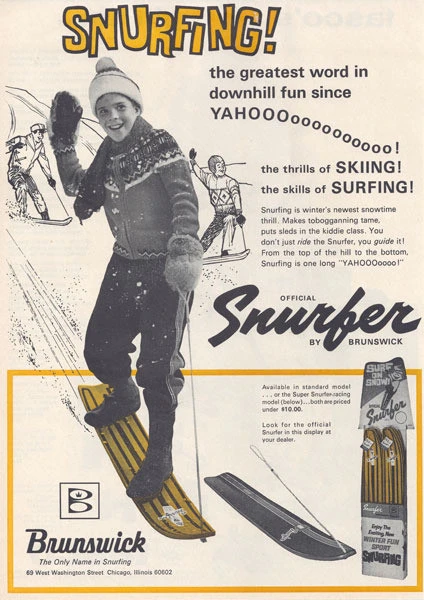 SNURFING!
the greatest word in
downhill fun since
YAHOOOooooooooooo!
the thrills of SKIING!
the skills of SURFING!
Snurfing is winter's newest snowtime
thrill. Makes tobogganning tame,
puts sleds in the kiddie class. You
don't just ride the Snurfer, you guide it!
From the top of the hill to the bottom,
Snurfing is one long "YAHOOOoooo!"
OFFICIAL
Snurfer
BY BRUNSWICK
Available in standard model
. . . or the Super Snurfer-racing
model (below)...both are priced
under $10.00.
Look for the official
Snurfer in this display at
your dealer.
SURF
ON
SNOW!
Snurfer
Snurfer
Enjoy The
Exciting, New
WINTER FUN
SPORT
SNURFING
B
Brunswick
The Only Name in Snurfing
69 West Washington Street Chicago, Illinois 60602